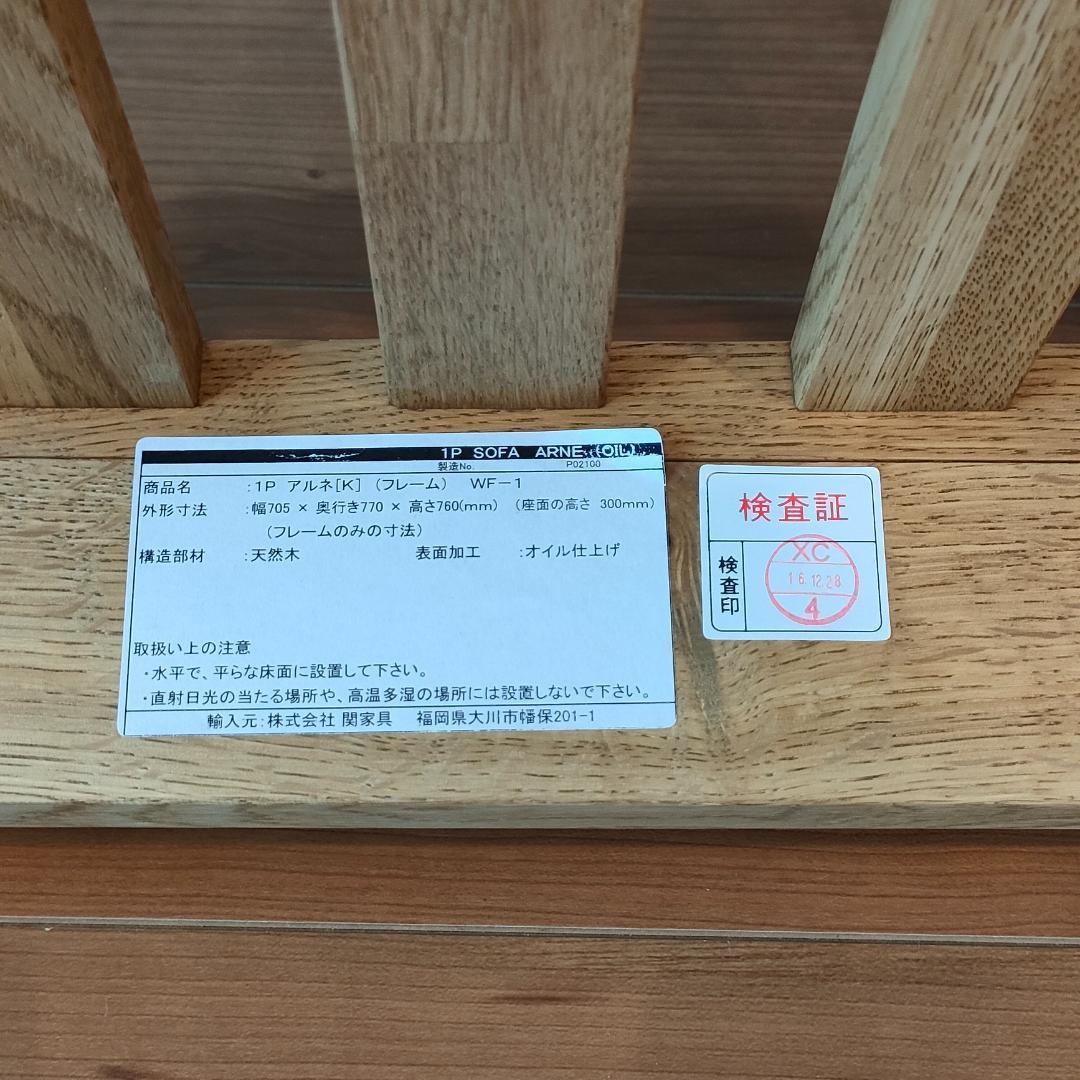 1P SOFA ARNE (OIL)
製造No. P02100
商品名 :1P アルネ[K] (フレーム) WF-1
外形寸法 :幅705 × 奥行き770 × 高さ760(mm) (座面の高さ 300mm)
(フレームのみの寸法)
構造部材 :天然木 表面加工 :オイル仕上げ
取扱い上の注意
・水平で、平らな床面に設置して下さい。
・直射日光の当たる場所や、高温多湿の場所には設置しないで下さい。
輸入元:株式会社 関家具 福岡県大川市幡保201-1
検査証
検査印
XC
16.12.28
4